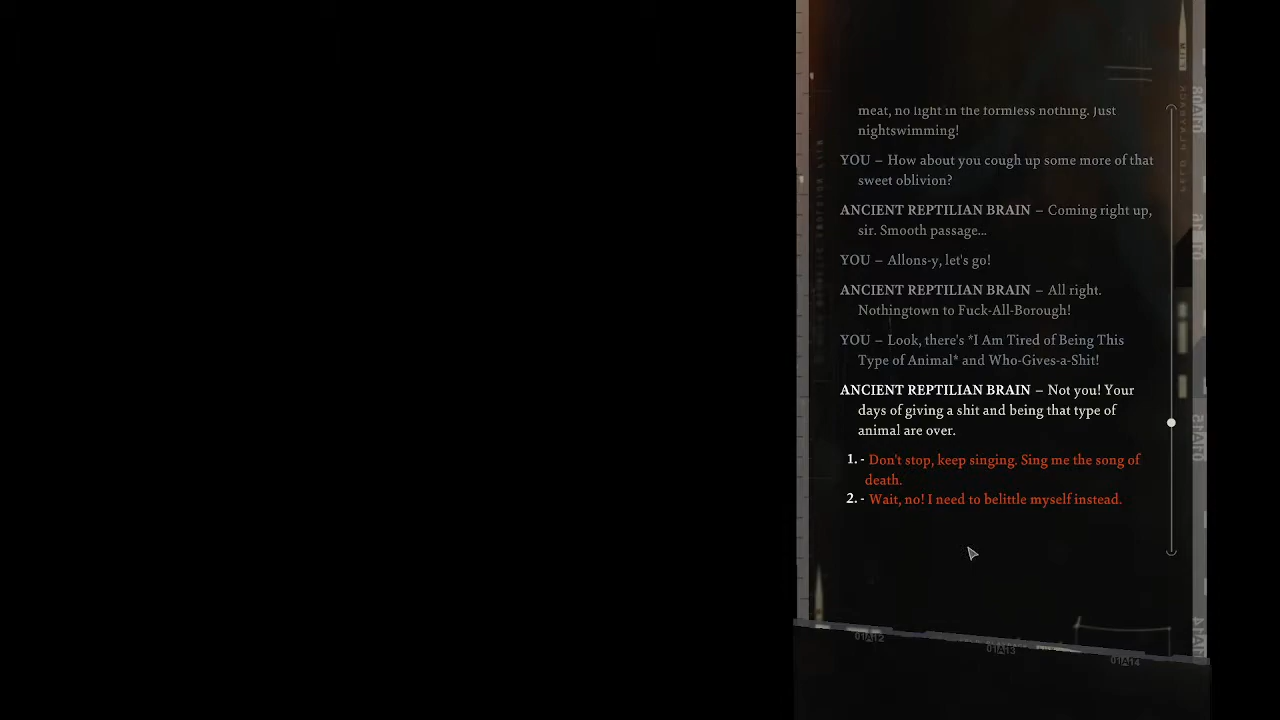 meat, no light in the formless nothing. Just
nightswimming!
YOU – How about you cough up some more of that
sweet oblivion?
ANCIENT REPTILIAN BRAIN – Coming right up,
sir. Smooth passage...
YOU – Allons-y, let's go!
ANCIENT REPTILIAN BRAIN – All right.
Nothingtown to Fuck-All-Borough!
YOU – Look, there's *I Am Tired of Being This
Type of Animal* and Who-Gives-a-Shit!
ANCIENT REPTILIAN BRAIN – Not you! Your
days of giving a shit and being that type of
animal are over.
1. - Don't stop, keep singing. Sing me the song of
death.
2. - Wait, no! I need to belittle myself instead.
01A12
01A13
01A14